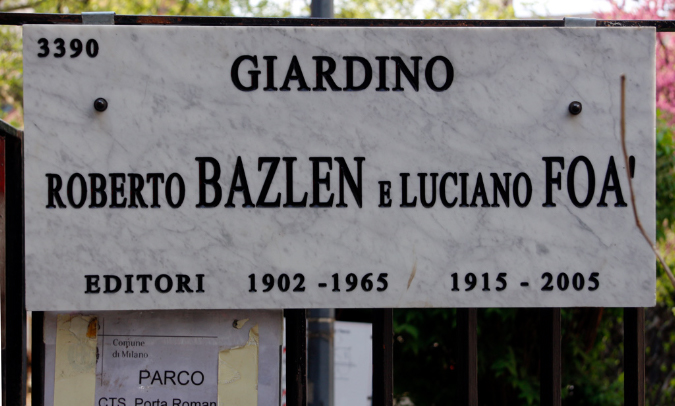 3390
GIARDINO
ROBERTO BAZLEN E LUCIANO FOA'
EDITORI 1902 -1965 1915 - 2005
Comune
di Milano
PARCO
CTS Porta Roman